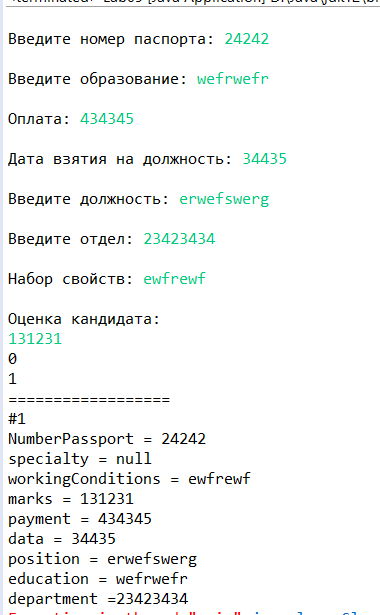 Введите номер паспорта: 24242
Введите образование: wefrwefr
Оплата: 434345
Дата взятия на должность: 34435
Введите должность: erwefswerg
Введите отдел: 23423434
Набор свойств: ewfrewf
Оценка кандидата:
131231
0
1
==================
#1
NumberPassport = 24242
specialty = null
workingConditions = ewfrewf
marks = 131231
payment = 434345
data = 34435
position = erwefswerg
education = wefrwefr
department =23423434